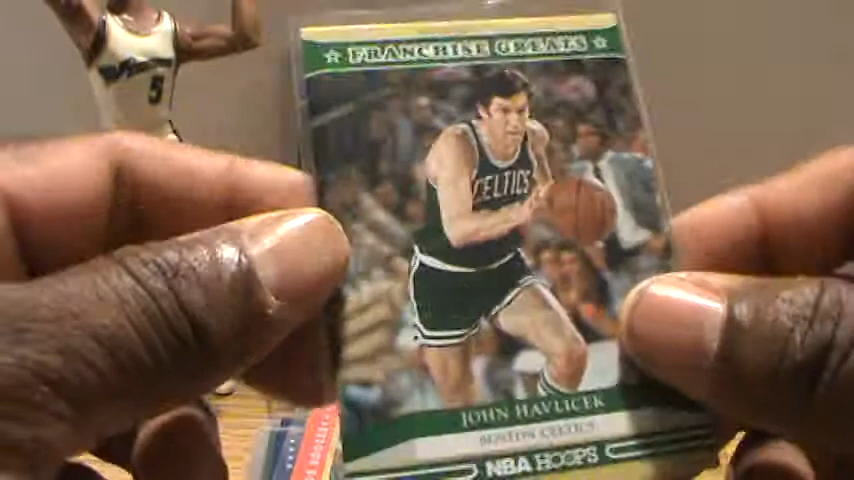 5
☆ FRANCHISE GREATS ☆
CELTICS
JOHN HAVLICEK
BOSTON CELTICS
NBA HOOPS